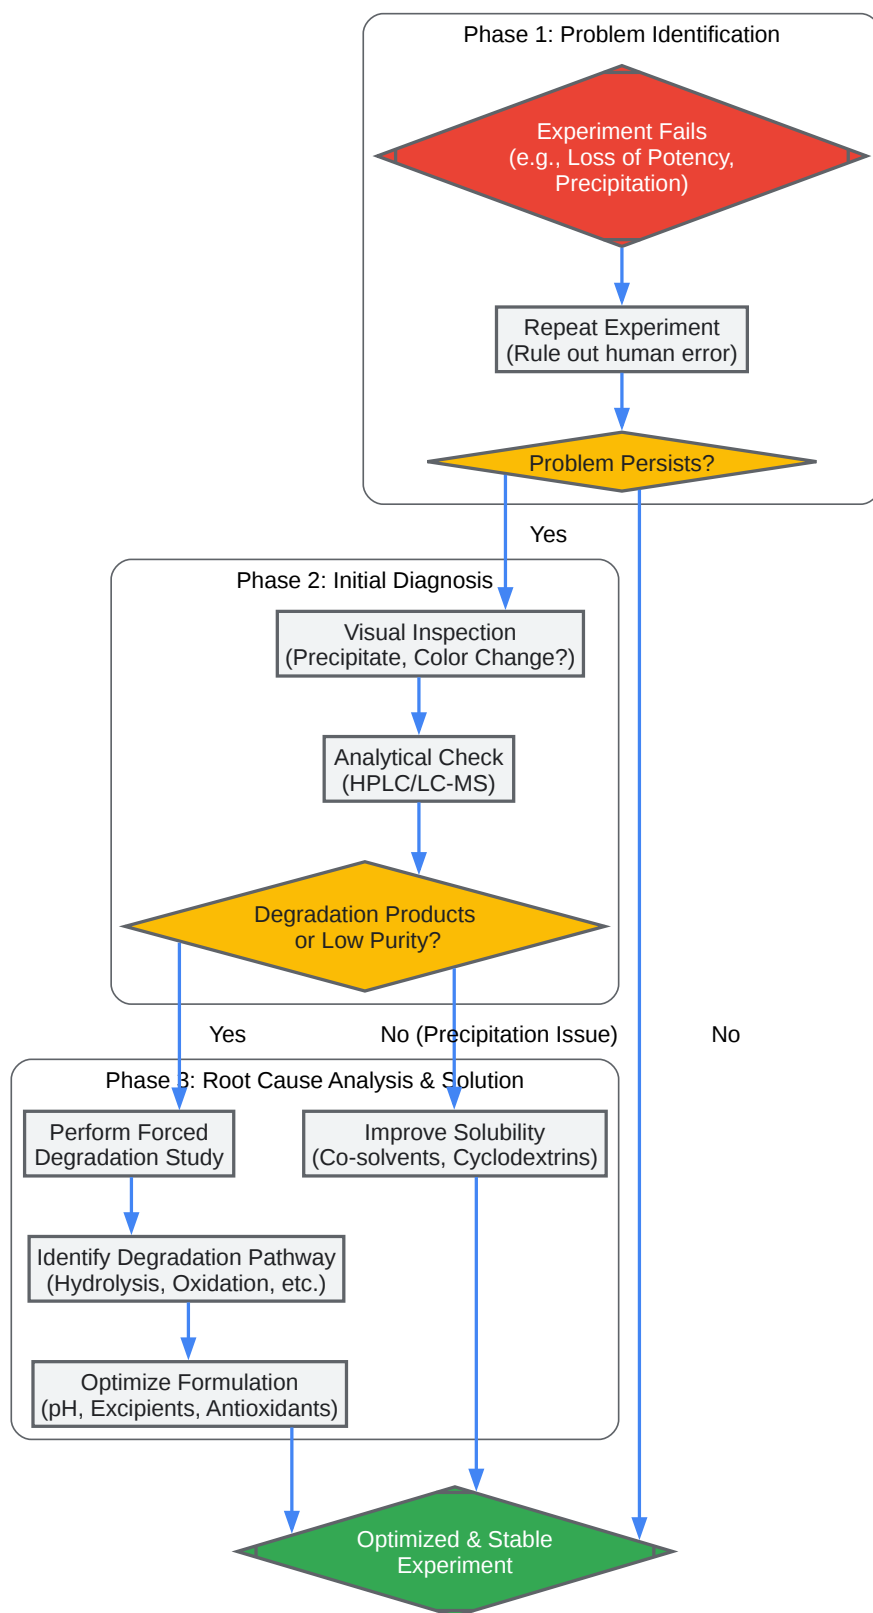 Phase 1: Problem Identification
Experiment Fails
(e.g., Loss of Potency,
Precipitation)
Repeat Experiment
(Rule out human error)
Problem Persists?
Yes
Phase 2: Initial Diagnosis
Visual Inspection
(Precipitate, Color Change?)
Analytical Check
(HPLC/LC-MS)
Degradation Products
or Low Purity?
Yes
No (Precipitation Issue)
No
Phase 3: Root Cause Analysis & Solution
Perform Forced
Degradation Study
Improve Solubility
(Co-solvents, Cyclodextrins)
Identify Degradation Pathway
(Hydrolysis, Oxidation, etc.)
Optimize Formulation
(pH, Excipients, Antioxidants)
Optimized & Stable
Experiment